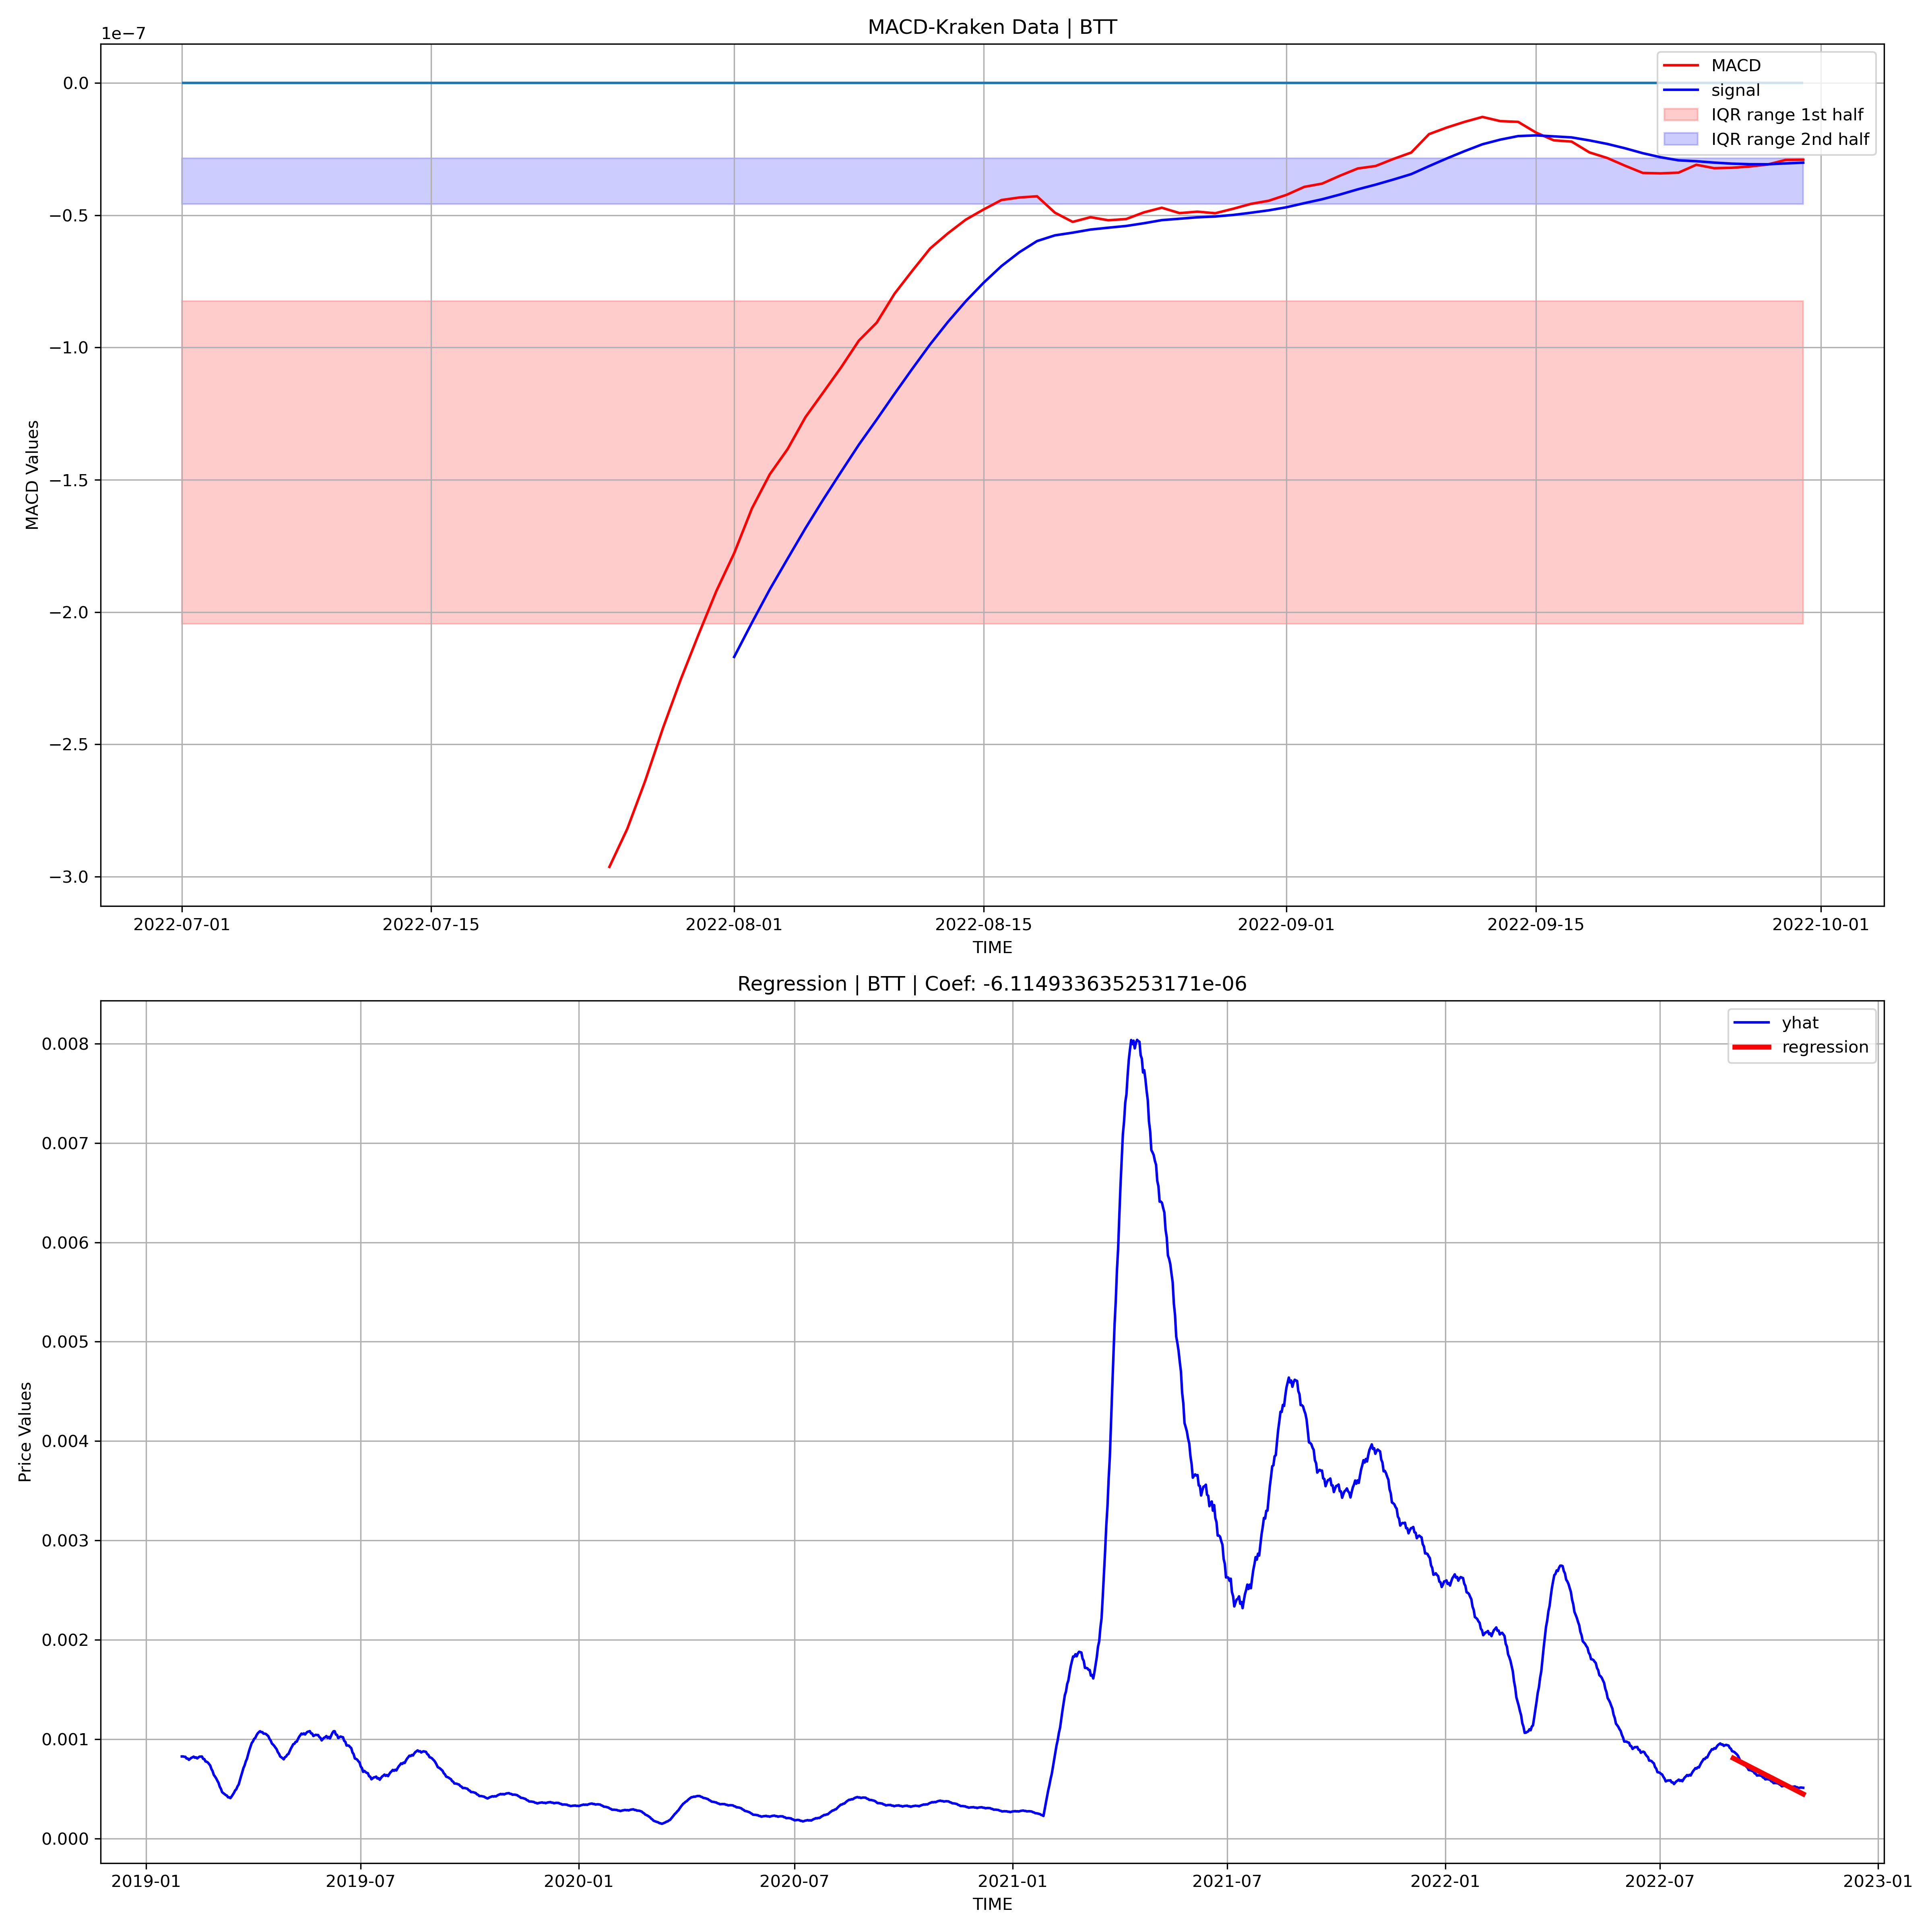 MACD-Kraken Data | BTT
1e−7
MACD
signal
IQR range 1st half
IQR range 2nd half
0.0
−0.5
−1.0
−1.5
−2.0
−2.5
−3.0
MACD Values
2022-07-01 2022-07-15 2022-08-01 2022-08-15 2022-09-01 2022-09-15 2022-10-01
TIME
Regression | BTT | Coef: -6.114933635253171e-06
yhat
regression
0.008
0.007
0.006
0.005
0.004
0.003
0.002
0.001
0.000
Price Values
2019-01 2019-07 2020-01 2020-07 2021-01 2021-07 2022-01 2022-07 2023-01
TIME